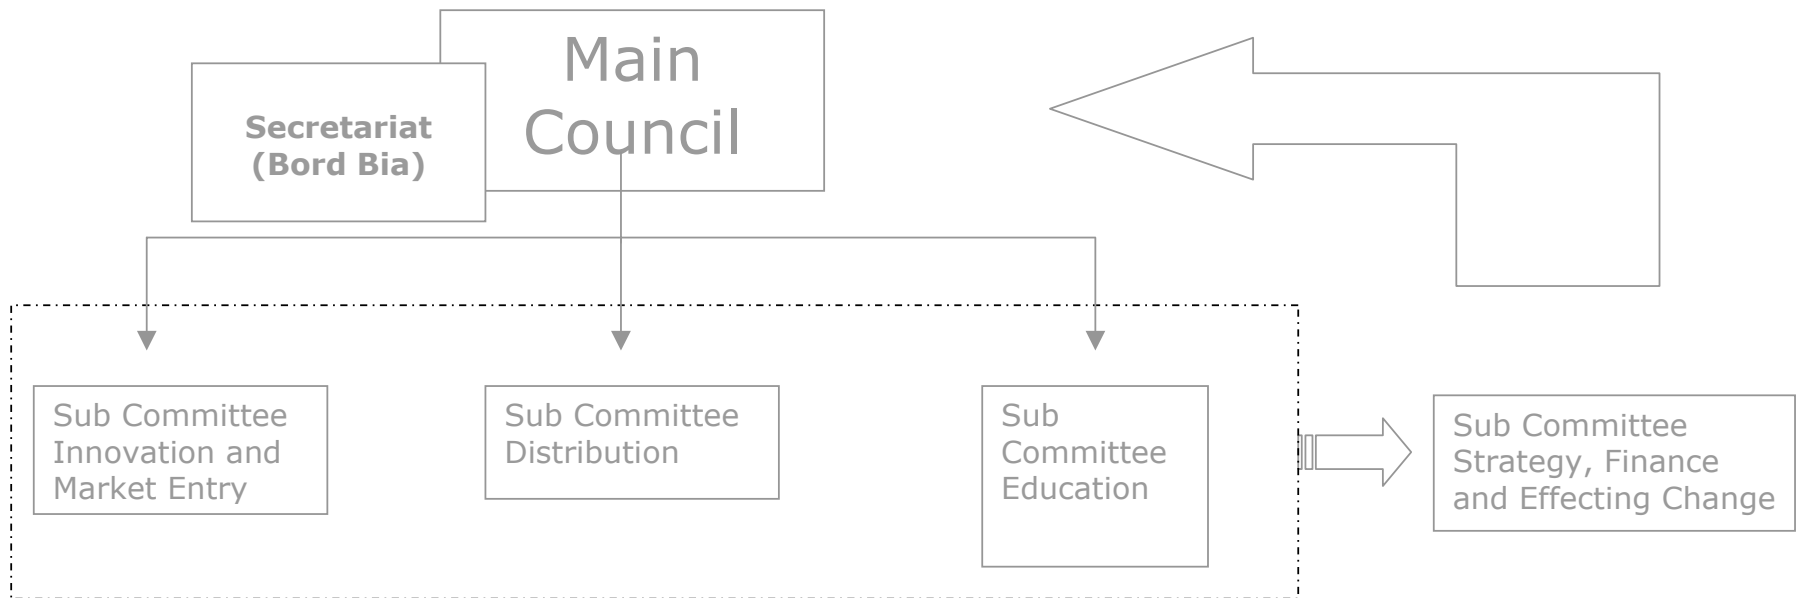 Main
Council
Secretariat
(Bord Bia)
Sub Committee
Innovation and
Market Entry
Sub Committee
Distribution
Sub
Committee
Education
Sub Committee
Strategy, Finance
and Effecting Change